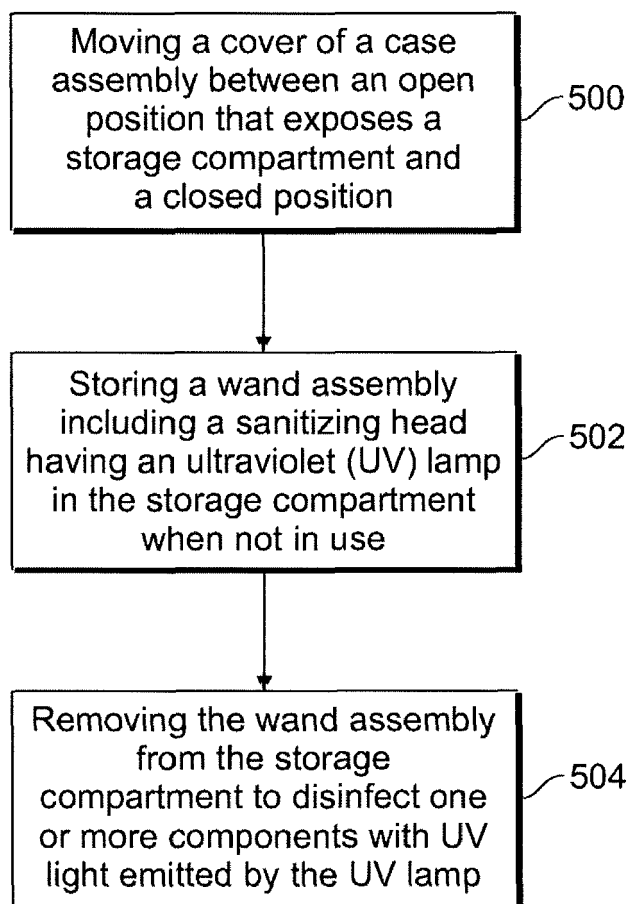 Moving a cover of a case
assembly between an open
position that exposes a
storage compartment and
a closed position
500
Storing a wand assembly
including a sanitizing head
having an ultraviolet (UV) lamp
in the storage compartment
when not in use
502
Removing the wand assembly
from the storage
compartment to disinfect one
or more components with UV
light emitted by the UV lamp
504